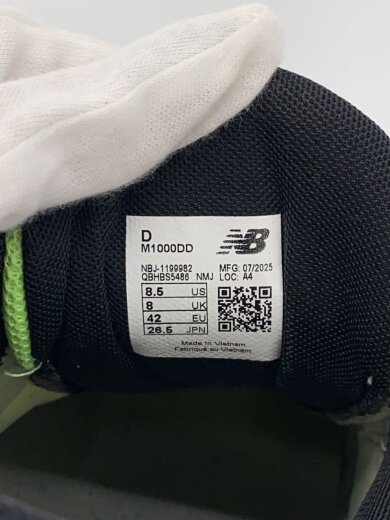 D
M1000DD
NB
NBJ-1199982 MFG: 07/2025
QBHBS5486 NMJ LOC: A4
8.5 US
8 UK
42 EU
26.5 JPN
Made in Vietnam
Fabriqué au Vietnam